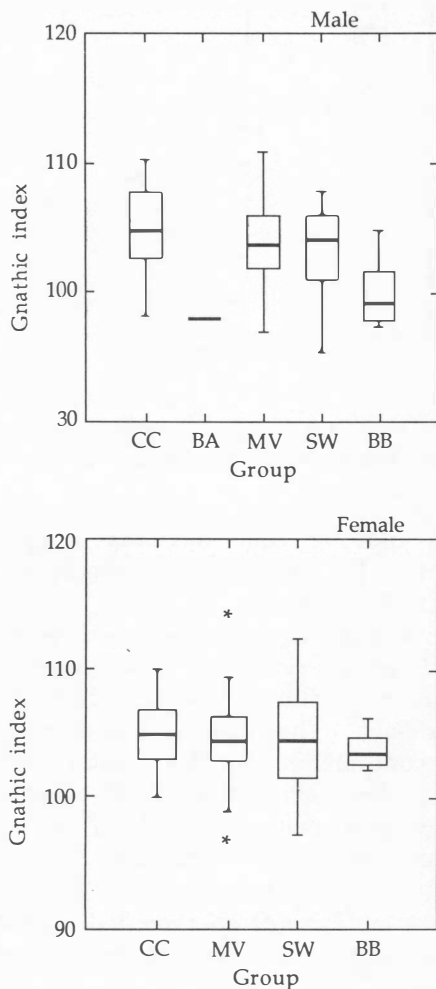 Male
120
110
100
30
Gnathic index
CC BA MV SW BB
Group
Female
120
110
100
90
Gnathic index
*
*
CC MV SW BB
Group